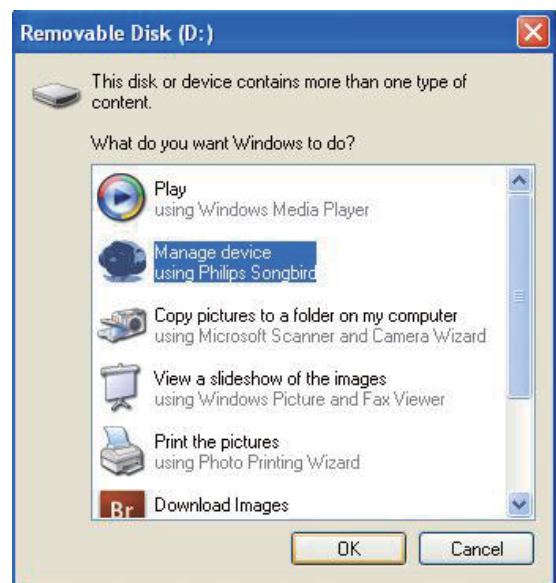 Removable Disk (D:)
This disk or device contains more than one type of
content.
What do you want Windows to do?
Play
using Windows Media Player
Manage device
using Philips Songbird
Copy pictures to a folder on my computer
using Microsoft Scanner and Camera Wizard
View a slideshow of the images
using Windows Picture and Fax Viewer
Print the pictures
using Photo Printing Wizard
Br
Download Images
OK
Cancel